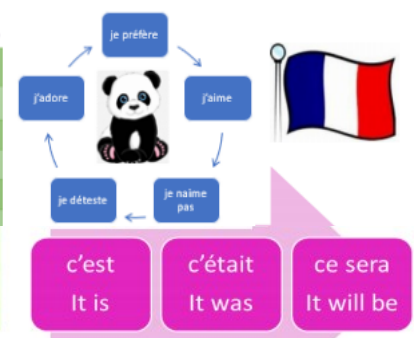 je préfère
j'adore
j'aime
je déteste
je naime
pas
c'est
It is
c'était
It was
ce sera
It will be